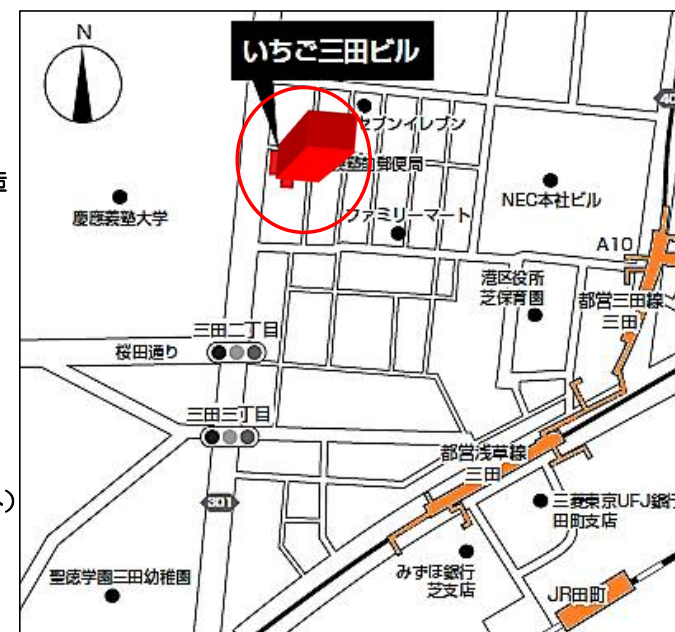 N
いちご三田ビル
セブンイレブン
郵便局
慶應義塾大学
NEC本社ビル
ファミリーマート
A10
港区役所
芝保育園
都営三田線
三田
三田二丁目
桜田通り
三田三丁目
都営浅草線
三田
301
三菱東京UFJ銀行
田町支店
みずほ銀行
芝支店
聖徳学園三田幼稚園
JR田町